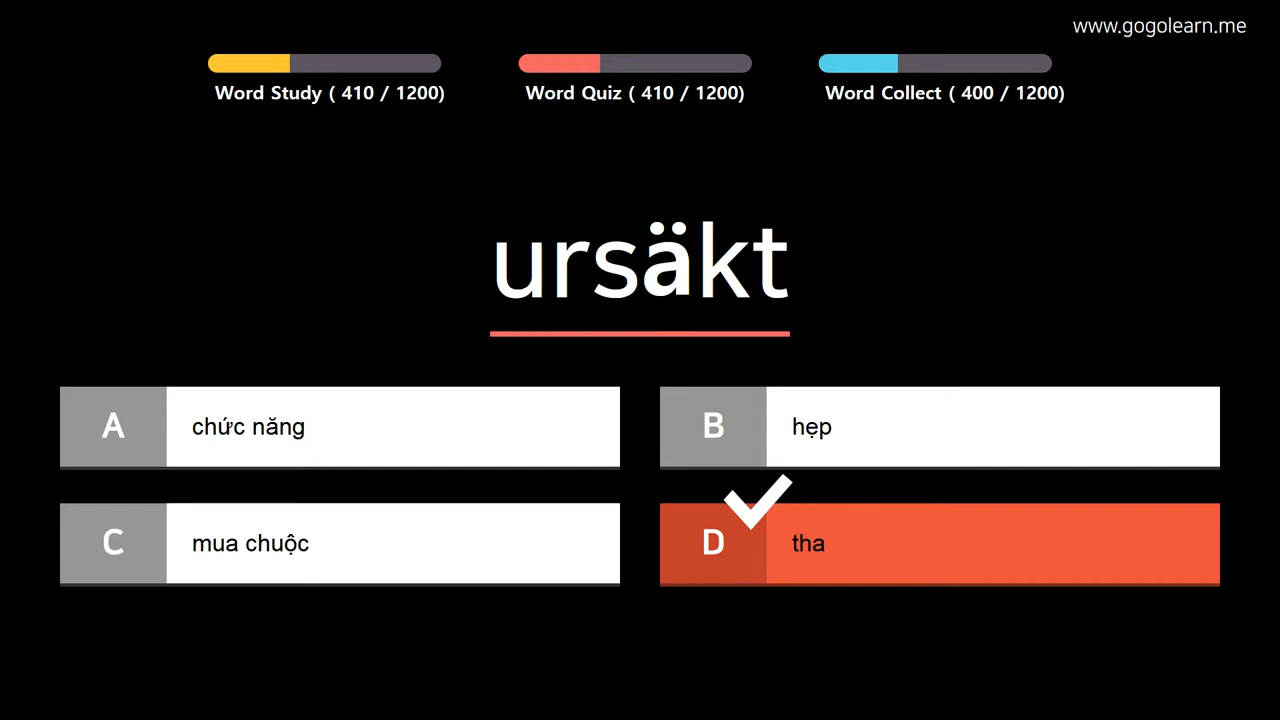 www.gogolearn.me
Word Study ( 410 / 1200)
Word Quiz ( 410 / 1200)
Word Collect ( 400 / 1200)
ursäkt
A
chức năng
B
hẹp
C
mua chuộc
D
tha